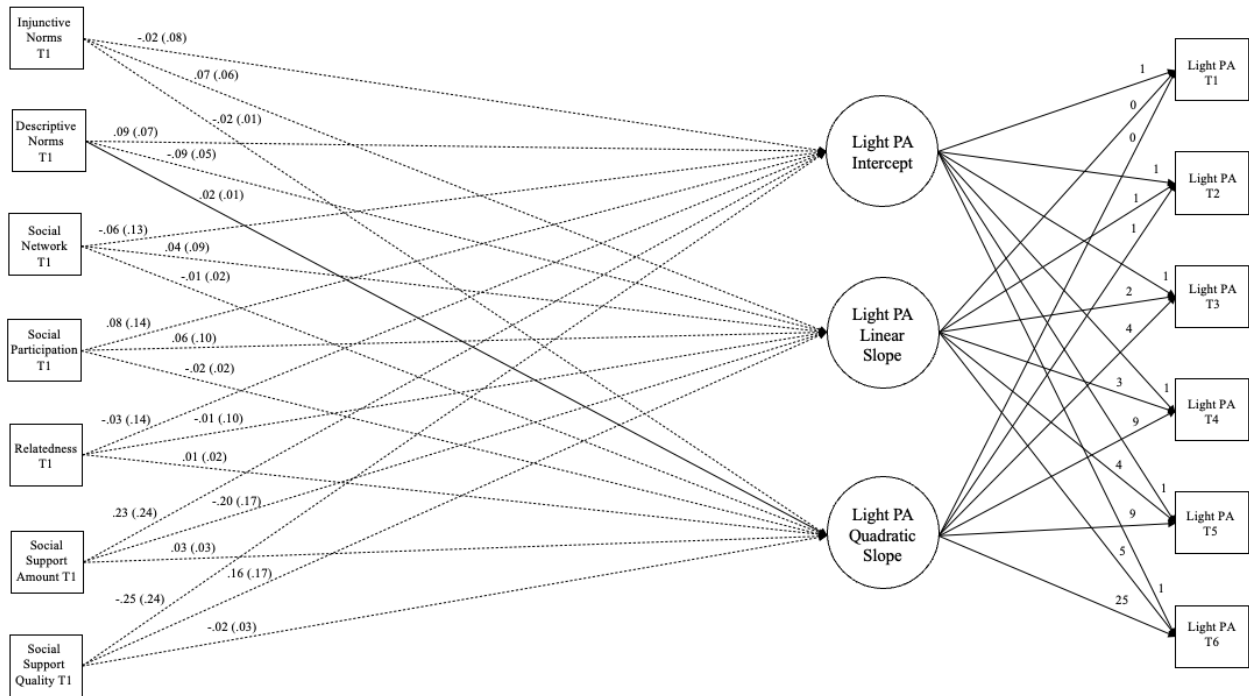 Injunctive
Norms
T1
Descriptive
Norms
T1
Social
Network
T1
Social
Participation
T1
Relatedness
T1
Social
Support
Amount T1
Social
Support
Quality T1
-.02 (.08)
.07 (.06)
-.02 (.01)
.09 (.07)
-.09 (.05)
.02 (.01)
-.06 (.13)
.04 (.09)
-.01 (.02)
.08 (.14)
.06 (.10)
-.02 (.02)
-.03 (.14)
-.01 (.10)
.01 (.02)
.23 (.24)
-.20 (.17)
.03 (.03)
-.25 (.24)
.16 (.17)
-.02 (.03)
Light PA
Intercept
Light PA
Linear
Slope
Light PA
Quadratic
Slope
1
0
0
1
1
1
1
2
4
1
3
9
1
4
9
1
5
25
Light PA
T1
Light PA
T2
Light PA
T3
Light PA
T4
Light PA
T5
Light PA
T6